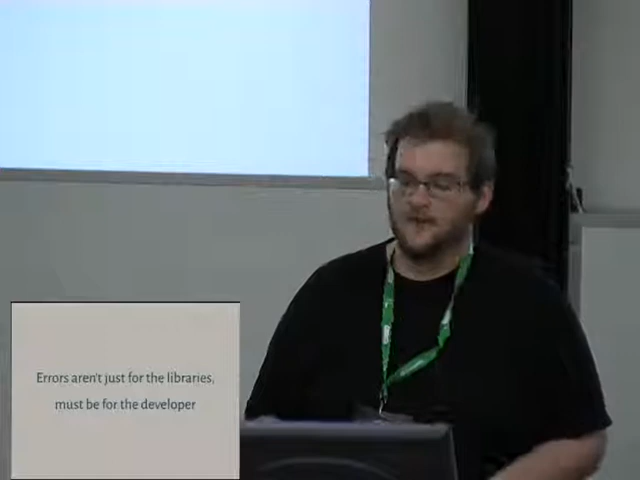 Errors aren't just for the libraries,
must be for the developer